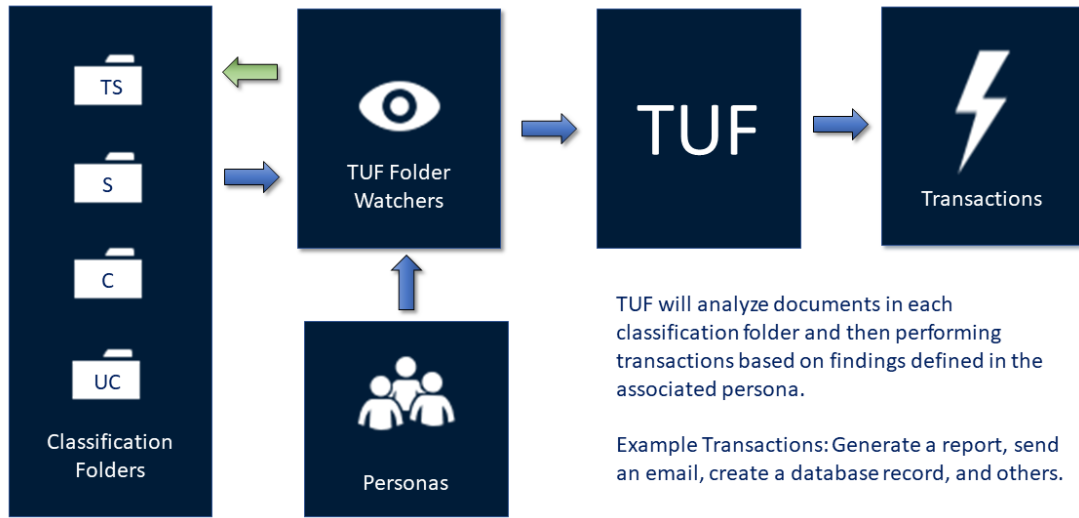 TS
S
C
UC
Classification
Folders
TUF Folder
Watchers
Personas
TUF
Transactions
TUF will analyze documents in each
classification folder and then performing
transactions based on findings defined in the
associated persona.
Example Transactions: Generate a report, send
an email, create a database record, and others.